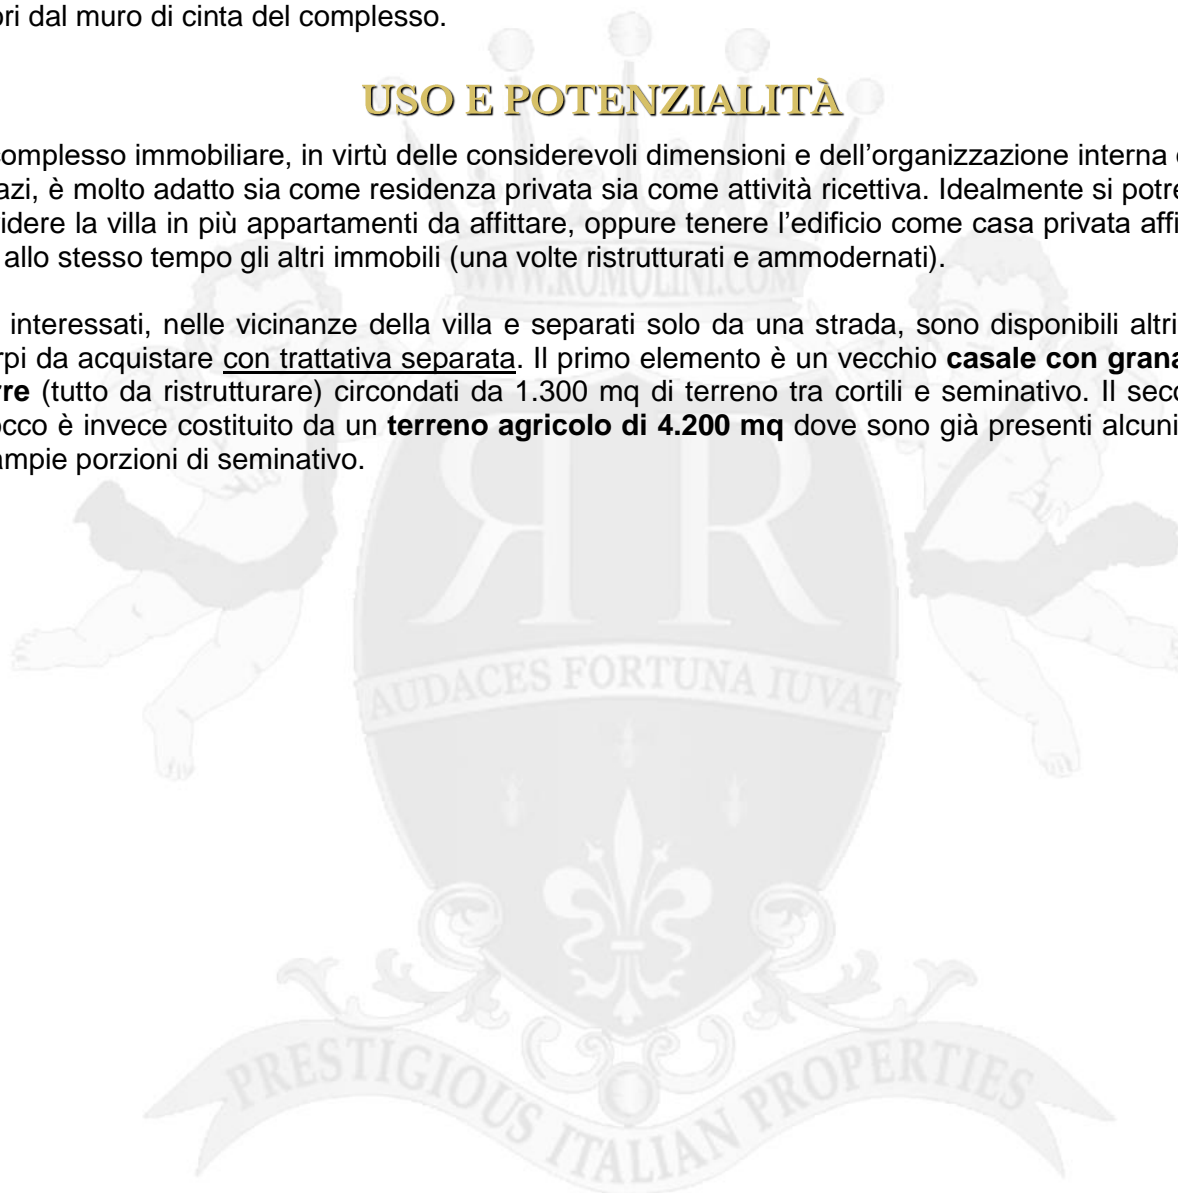 ori dal muro di cinta del complesso.
USO E POTENZIALITÀ
omplesso immobiliare, in virtù delle considerevoli dimensioni e dell'organizzazione interna
azi, è molto adatto sia come residenza privata sia come attività ricettiva. Idealmente si potre
idere la villa in più appartamenti da affittare, oppure tenere l'edificio come casa privata affi
allo stesso tempo gli altri immobili (una volte ristrutturati e ammodernati).
interessati, nelle vicinanze della villa e separati solo da una strada, sono disponibili altri
rpi da acquistare con trattativa separata. Il primo elemento è un vecchio casale con grana
rre (tutto da ristrutturare) circondati da 1.300 mq di terreno tra cortili e seminativo. Il seco
occo è invece costituito da un terreno agricolo di 4.200 mq dove sono già presenti alcuni
ampie porzioni di seminativo.
WWW.ROMOLINI.COM
R R
AUDACES FORTUNA IUVAT
PRESTIGIOUS ITALIAN PROPERTIES